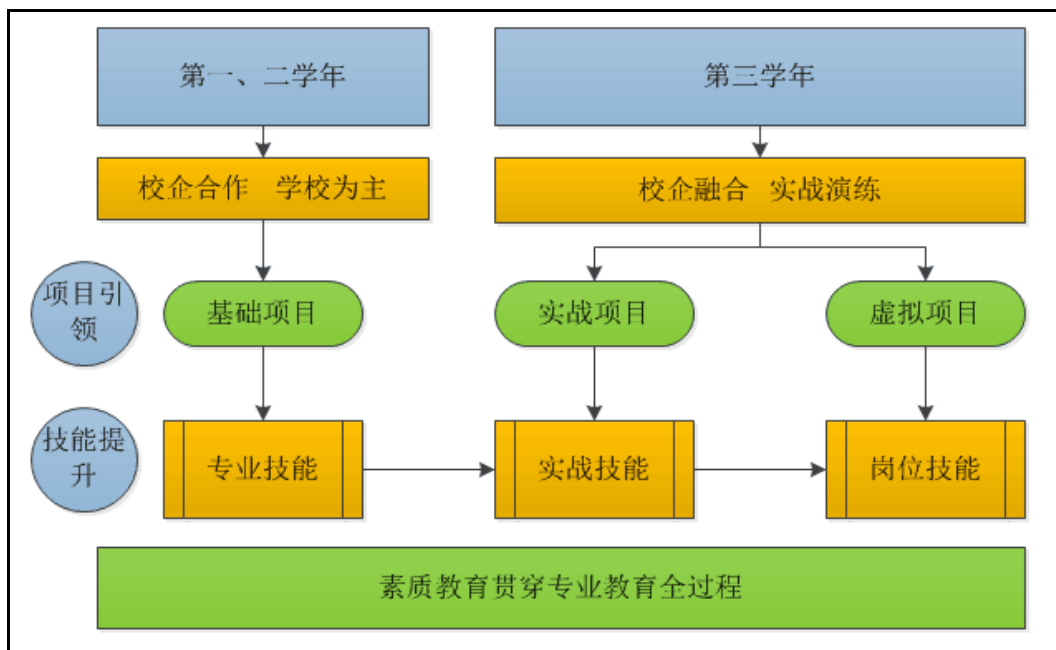 第一、二学年
第三学年
校企合作 学校为主
校企融合 实战演练
项目引
领
基础项目
实战项目
虚拟项目
技能提
升
专业技能
实战技能
岗位技能
素质教育贯穿专业教育全过程